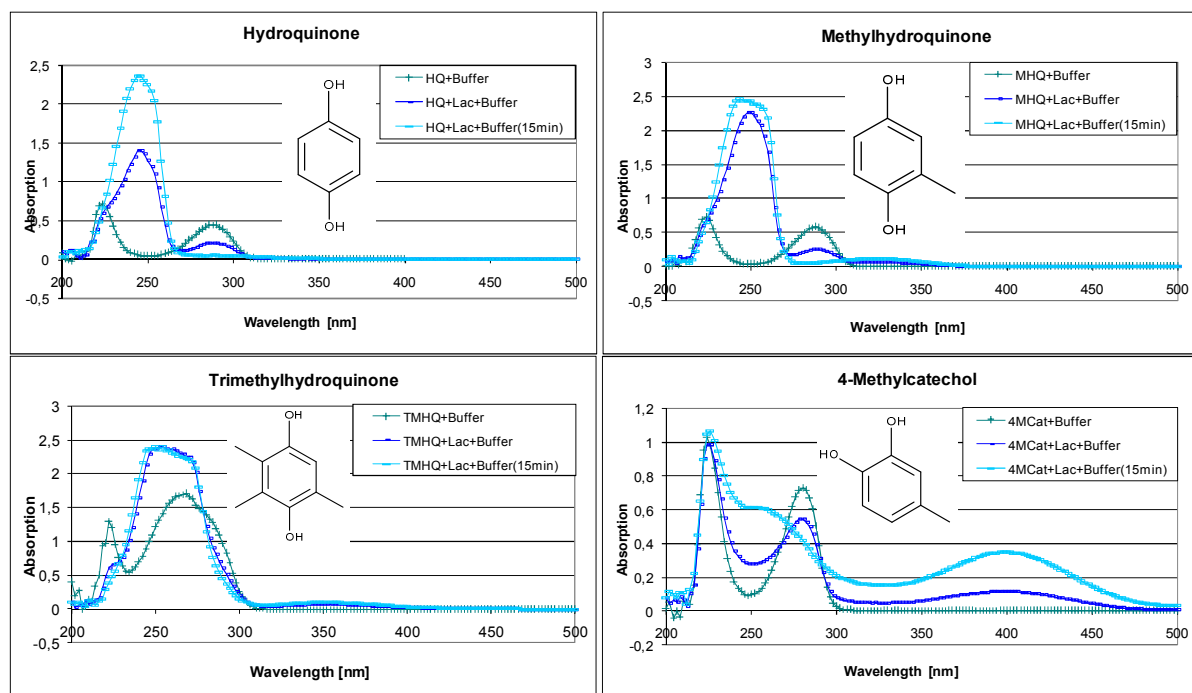 Hydroquinone
2,5
2
1,5
1
0,5
0
-0,5
Absorption
200 250 300 350 400 450 500
Wavelength [nm]
HQ+Buffer
HQ+Lac+Buffer
HQ+Lac+Buffer(15min)
OH
OH
Methylhydroquinone
3
2,5
2
1,5
1
0,5
0
-0,5
Absorption
200 250 300 350 400 450 500
Wavelength [nm]
MHQ+Buffer
MHQ+Lac+Buffer
MHQ+Lac+Buffer(15min)
OH
OH
Trimethylhydroquinone
3
2,5
2
1,5
1
0,5
0
-0,5
Absorption
200 250 300 350 400 450 500
Wavelength [nm]
TMHQ+Buffer
TMHQ+Lac+Buffer
TMHQ+Lac+Buffer(15min)
OH
OH
4-Methylcatechol
1,2
1
0,8
0,6
0,4
0,2
0
-0,2
Absorption
200 250 300 350 400 450 500
Wavelength [nm]
4MCat+Buffer
4MCat+Lac+Buffer
4MCat+Lac+Buffer(15min)
OH
HO